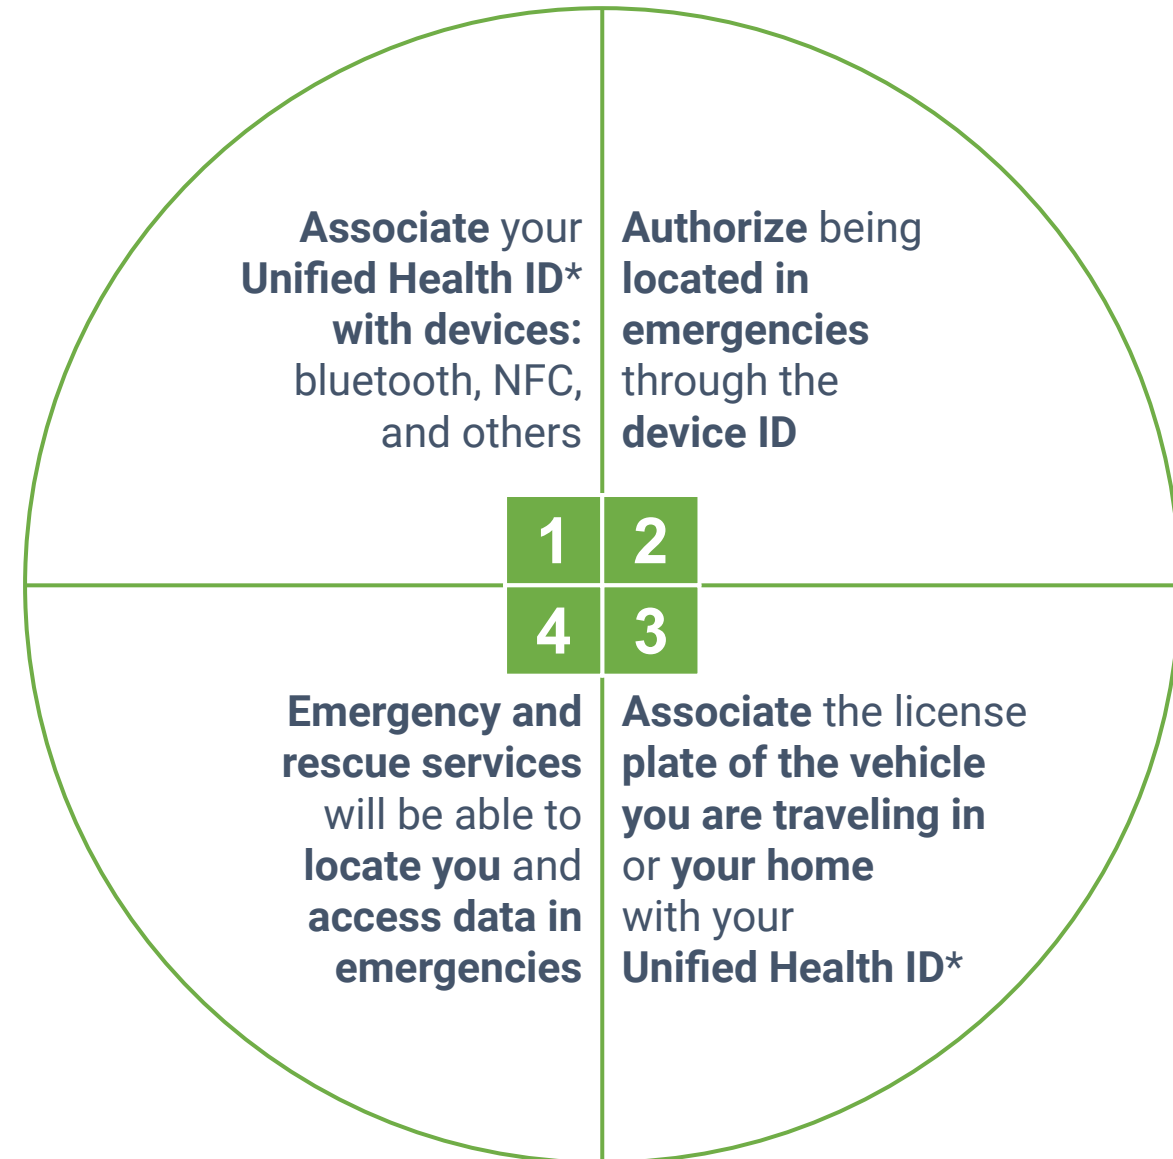 Associate your
Unified Health ID*
with devices:
bluetooth, NFC,
and others
Authorize being
located in
emergencies
through the
device ID
1 2
4 3
Emergency and
rescue services
will be able to
locate you and
access data in
emergencies
Associate the license
plate of the vehicle
you are traveling in
or your home
with your
Unified Health ID*